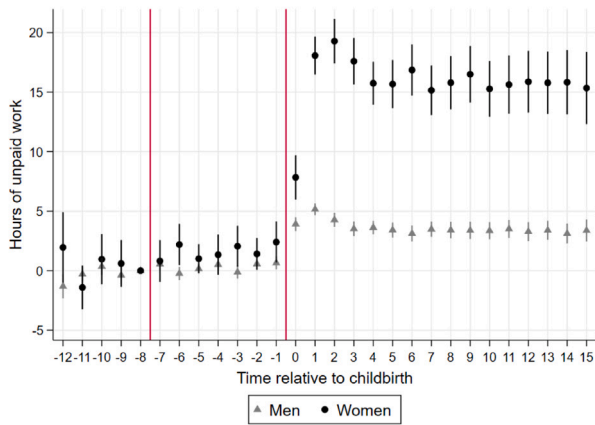 Hours of unpaid work
20
15
10
5
0
-5
-12 -11 -10 -9 -8 -7 -6 -5 -4 -3 -2 -1 0 1 2 3 4 5 6 7 8 9 10 11 12 13 14 15
Time relative to childbirth
Men Women